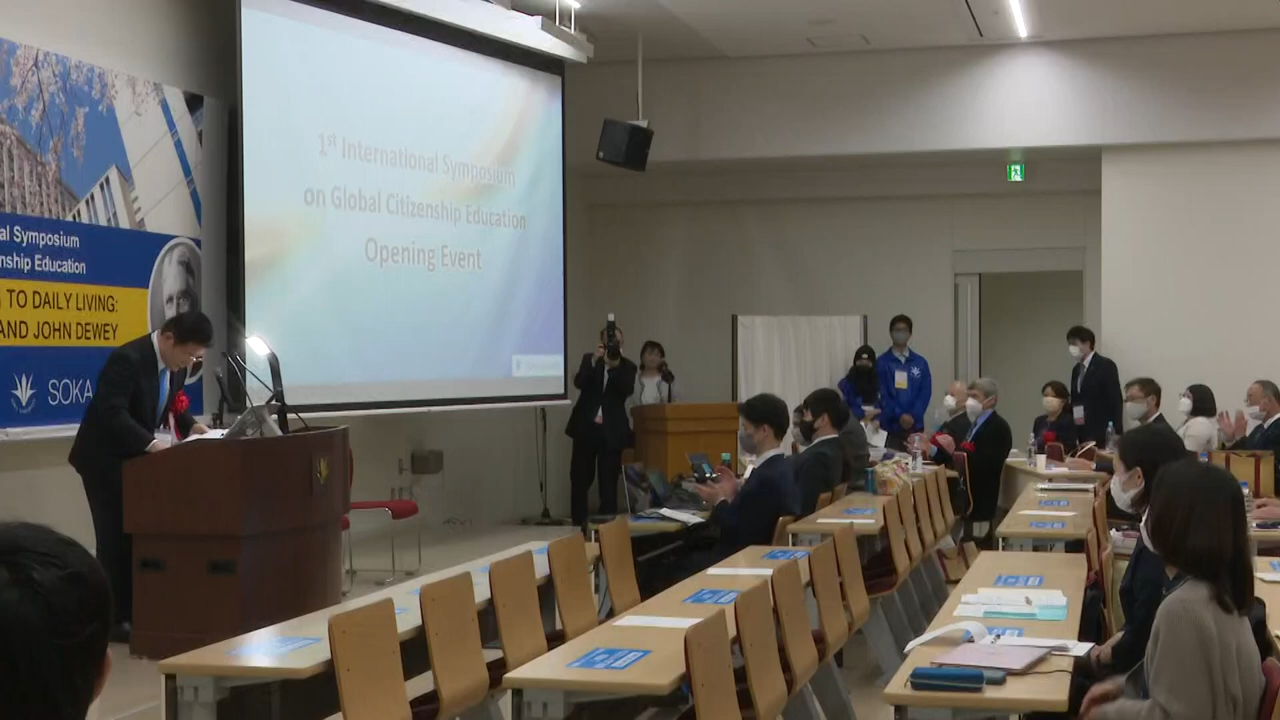 1st International Symposium
on Global Citizenship Education
Opening Event
al Symposium
nship Education
TO DAILY LIVING:
AND JOHN DEWEY
SOKA